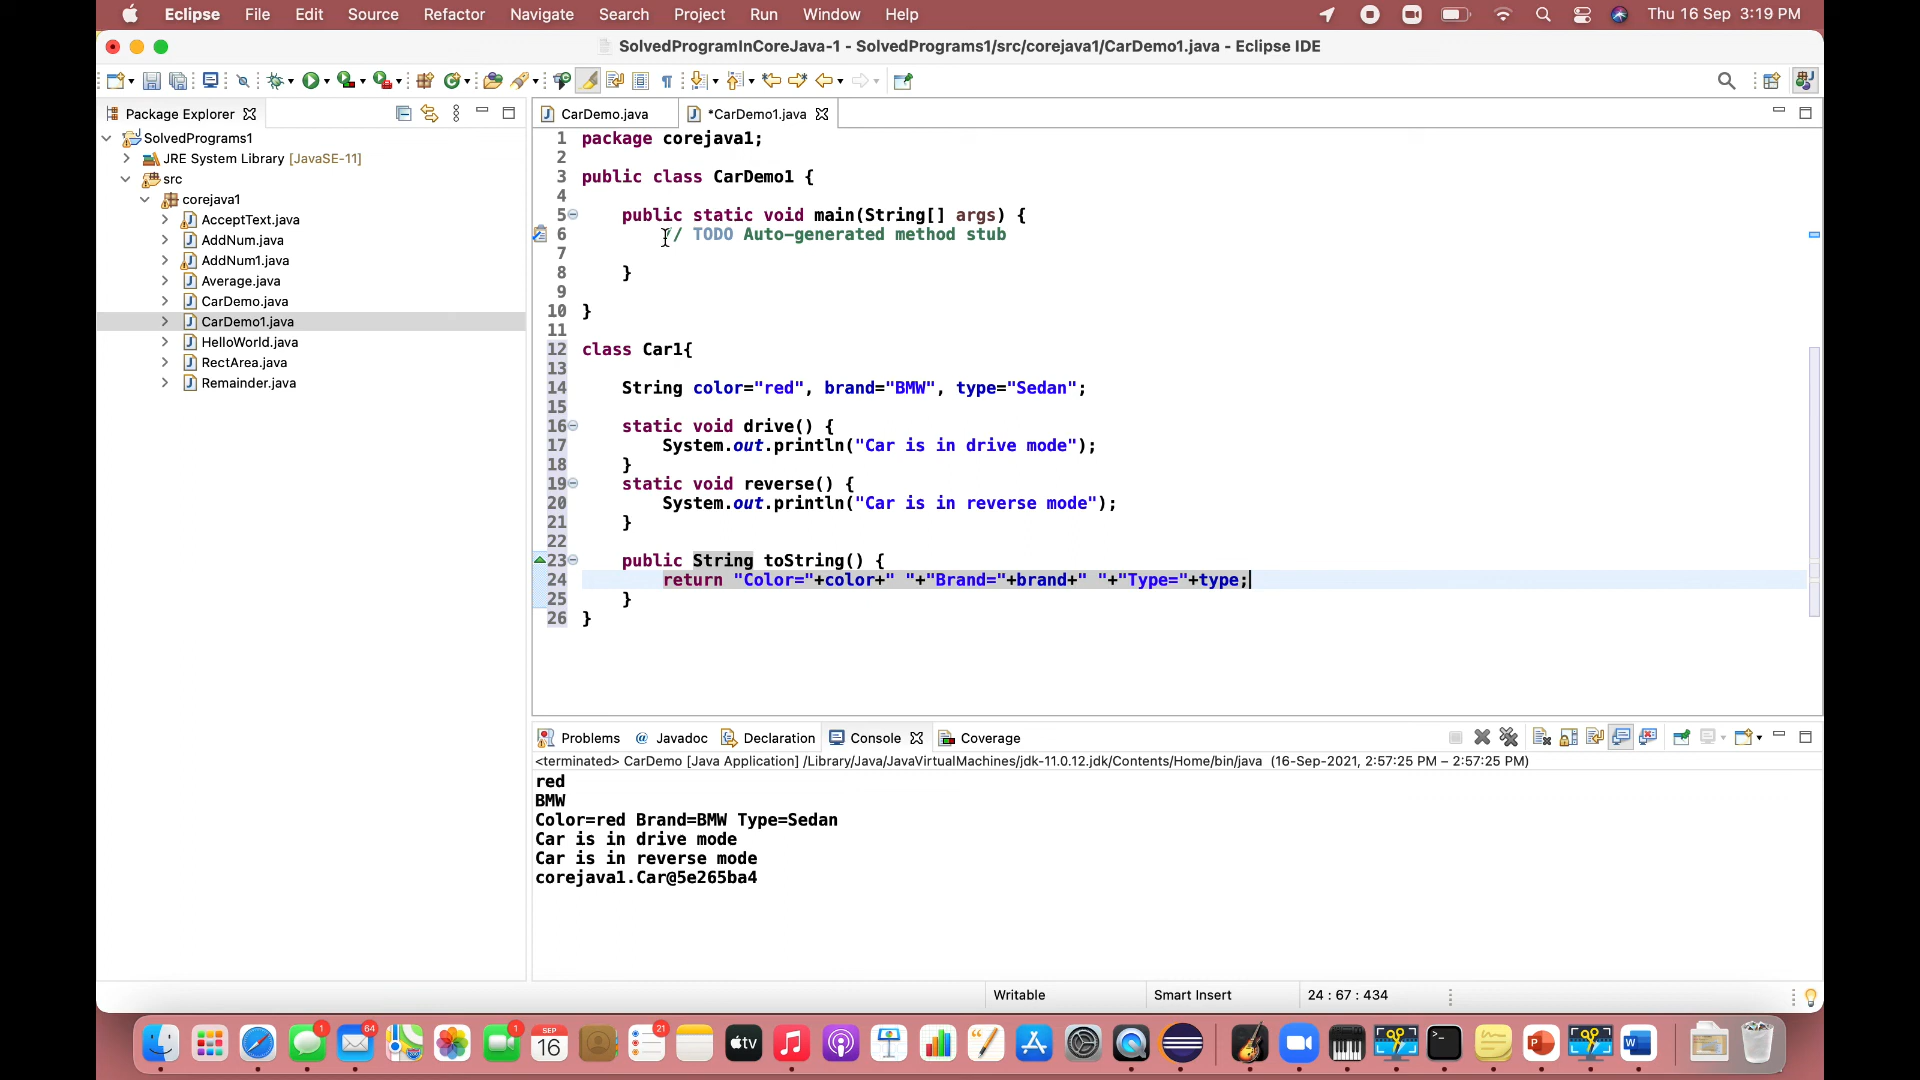 Eclipse File Edit Source Refactor Navigate Search Project Run Window Help Thu 16 Sep 3:19 PM
SolvedProgramInCoreJava-1 - SolvedPrograms1/src/corejava1/CarDemo1.java - Eclipse IDE
Package Explorer
SolvedPrograms1
JRE System Library [JavaSE-11]
src
corejava1
AcceptText.java
AddNum.java
AddNum1.java
Average.java
CarDemo.java
CarDemo1.java
HelloWorld.java
RectArea.java
Remainder.java
CarDemo.java *CarDemo1.java
1 package corejava1;
2
3 public class CarDemo1 {
4
5 public static void main(String[] args) {
6 // TODO Auto-generated method stub
7
8 }
9
10 }
11
12 class Car1{
13
14 String color="red", brand="BMW", type="Sedan";
15
16 static void drive() {
17 System.out.println("Car is in drive mode");
18 }
19 static void reverse() {
20 System.out.println("Car is in reverse mode");
21 }
22
23 public String toString() {
24 return "Color="+color+" "+"Brand="+brand+" "+"Type="+type;
25 }
26 }
Problems @ Javadoc Declaration Console Coverage
<terminated> CarDemo [Java Application] /Library/Java/JavaVirtualMachines/jdk-11.0.12.jdk/Contents/Home/bin/java (16-Sep-2021, 2:57:25 PM – 2:57:25 PM)
red
BMW
Color=red Brand=BMW Type=Sedan
Car is in drive mode
Car is in reverse mode
corejava1.Car@5e265ba4
Writable Smart Insert 24 : 67 : 434
1 64 1 SEP 16 21 tv P W